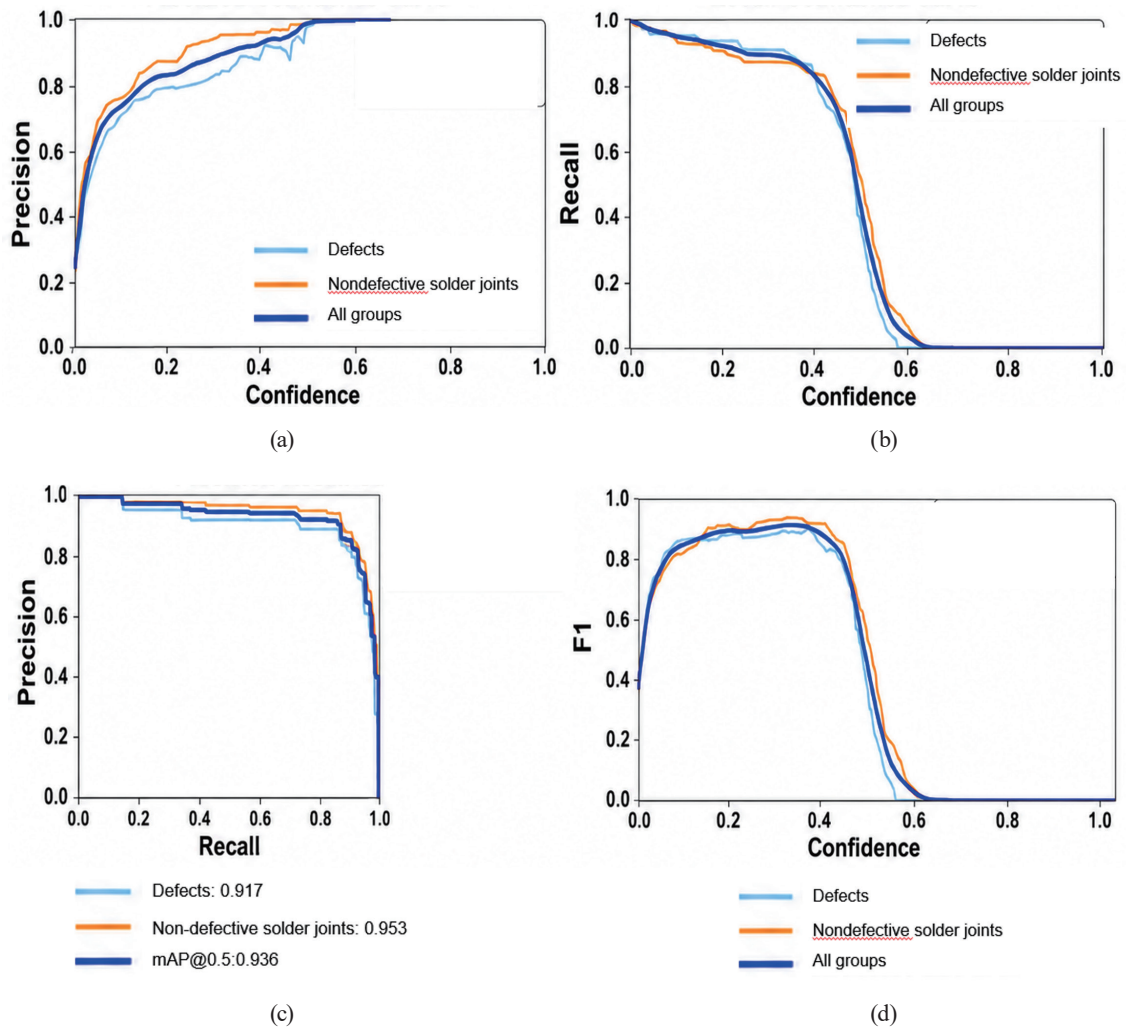 1.0
0.8
0.6
0.4
0.2
0.0
Precision
0.0 0.2 0.4 0.6 0.8 1.0
Confidence
Defects
Nondefective solder joints
All groups
(a)
1.0
0.8
0.6
0.4
0.2
0.0
Recall
0.0 0.2 0.4 0.6 0.8 1.0
Confidence
Defects
Nondefective solder joints
All groups
(b)
1.0
0.8
0.6
0.4
0.2
0.0
Precision
0.0 0.2 0.4 0.6 0.8 1.0
Recall
Defects: 0.917
Non-defective solder joints: 0.953
mAP@0.5:0.936
(c)
1.0
0.8
0.6
0.4
0.2
0.0
F1
0.0 0.2 0.4 0.6 0.8 1.0
Confidence
Defects
Nondefective solder joints
All groups
(d)